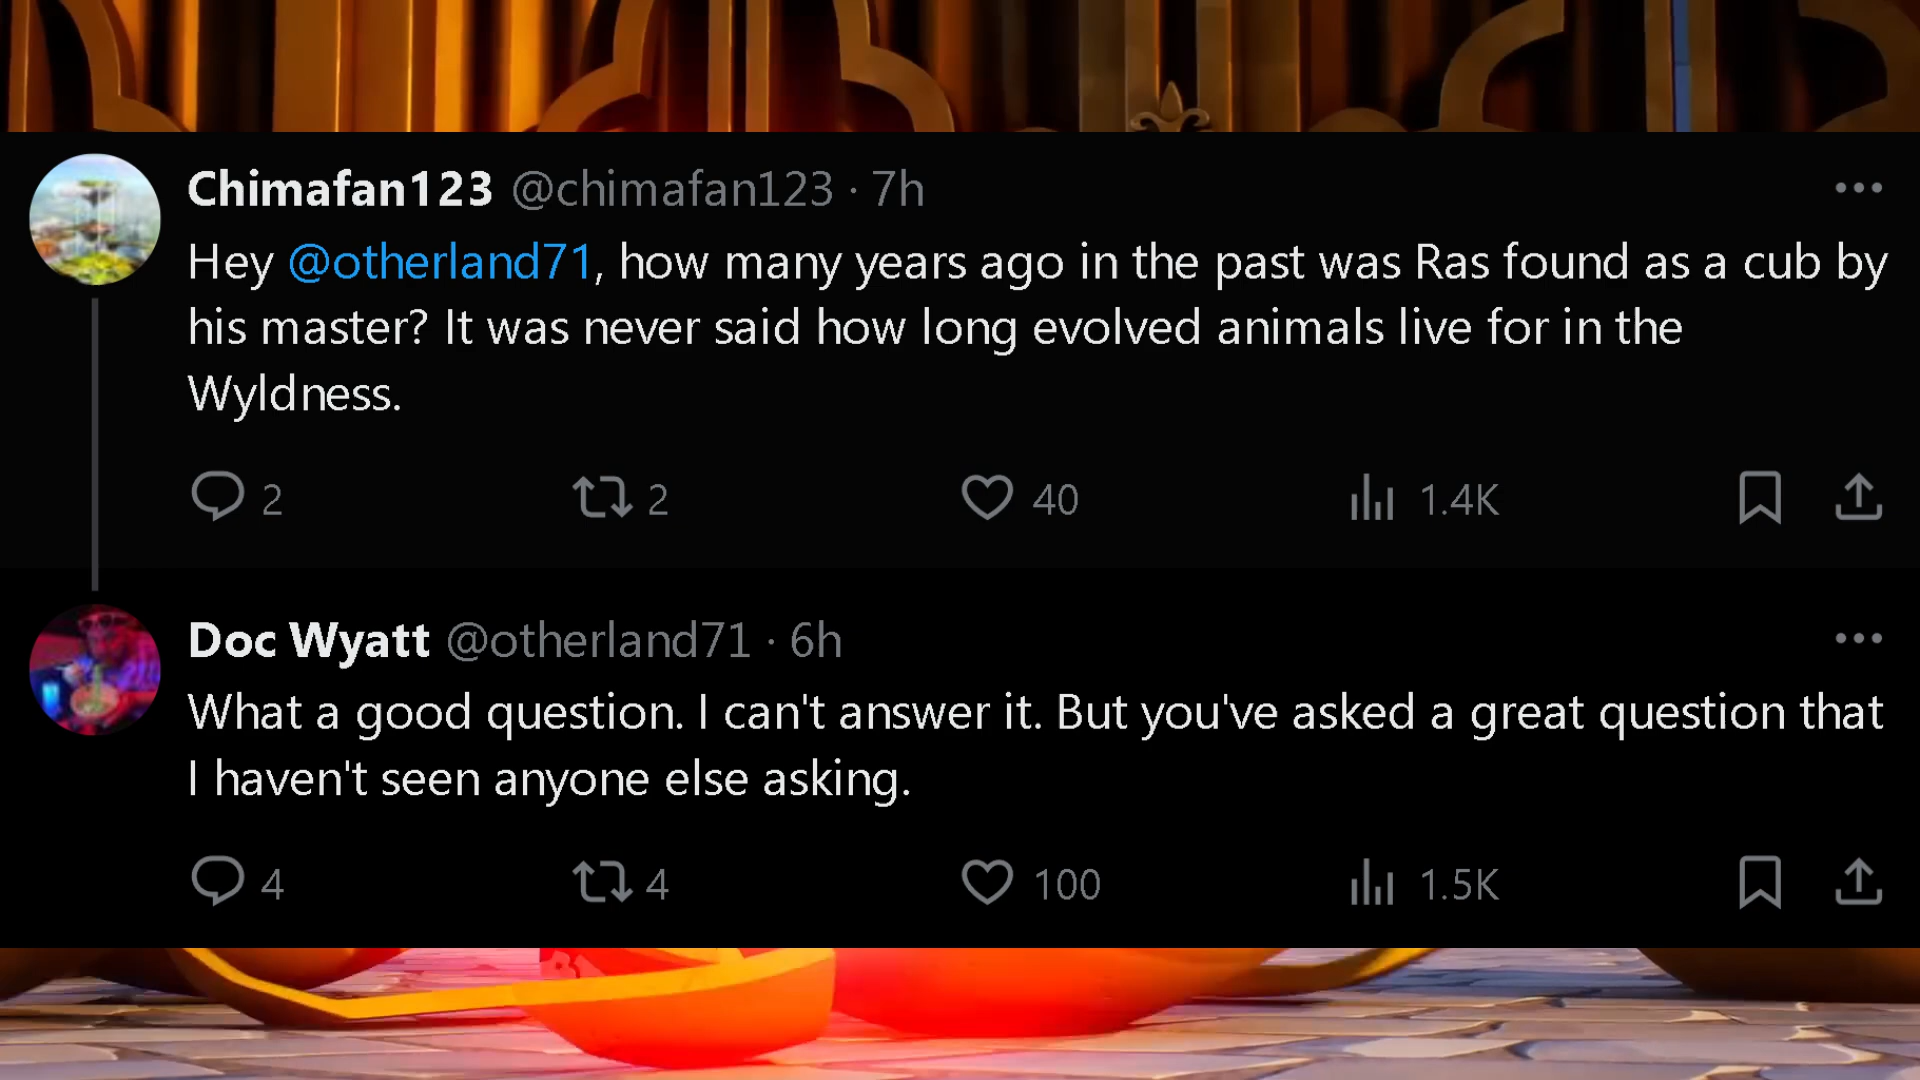 Chimafan123 @chimafan123 · 7h
Hey @otherland71, how many years ago in the past was Ras found as a cub by
his master? It was never said how long evolved animals live for in the
Wyldness.
2 2 40 1.4K
Doc Wyatt @otherland71 · 6h
What a good question. I can't answer it. But you've asked a great question that
I haven't seen anyone else asking.
4 4 100 1.5K